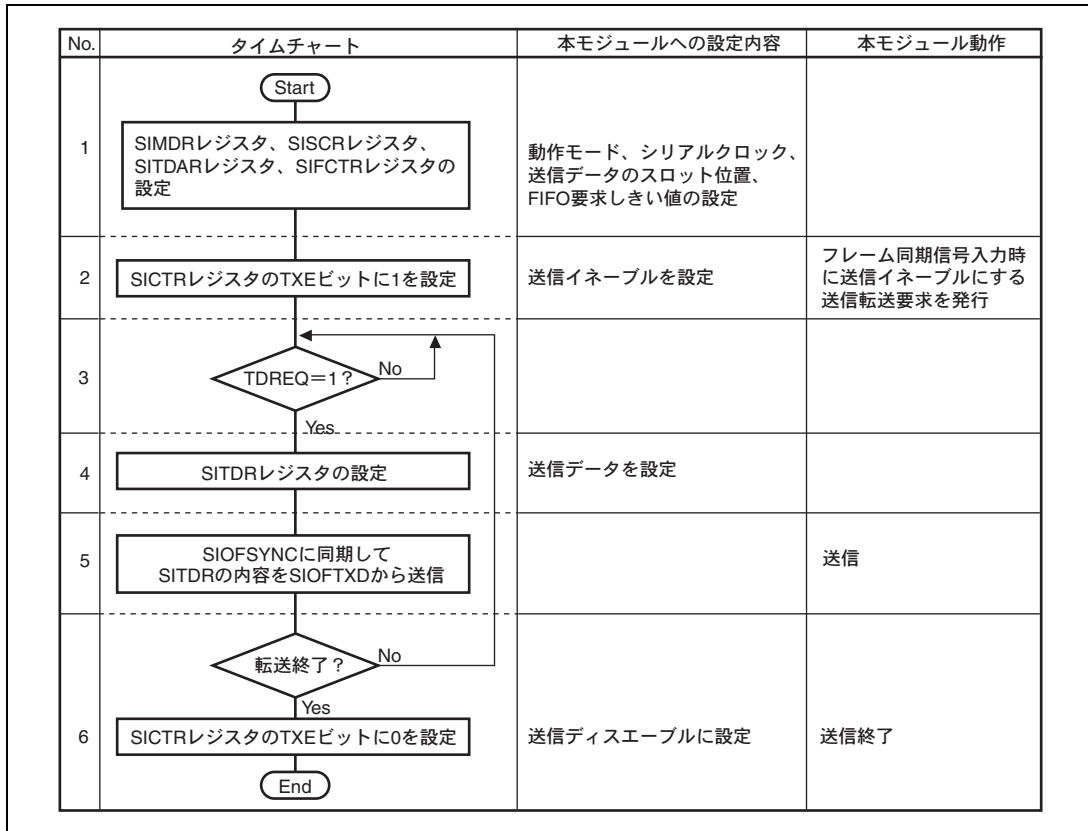 No. タイムチャート 本モジュールへの設定内容 本モジュール動作
Start
1
SIMDRレジスタ、SISCRレジスタ、
SITDARレジスタ、SIFCTRレジスタの
設定
動作モード、シリアルクロック、
送信データのスロット位置、
FIFO要求しきい値の設定
2
SICTRレジスタのTXEビットに1を設定
送信イネーブルを設定
フレーム同期信号入力時
に送信イネーブルにする
送信転送要求を発行
3
TDREQ=1?
No
Yes
4
SITDRレジスタの設定
送信データを設定
5
SIOFSYNCに同期して
SITDRの内容をSIOFTXDから送信
送信
転送終了?
No
Yes
6
SICTRレジスタのTXEビットに0を設定
送信ディスエーブルに設定
送信終了
End